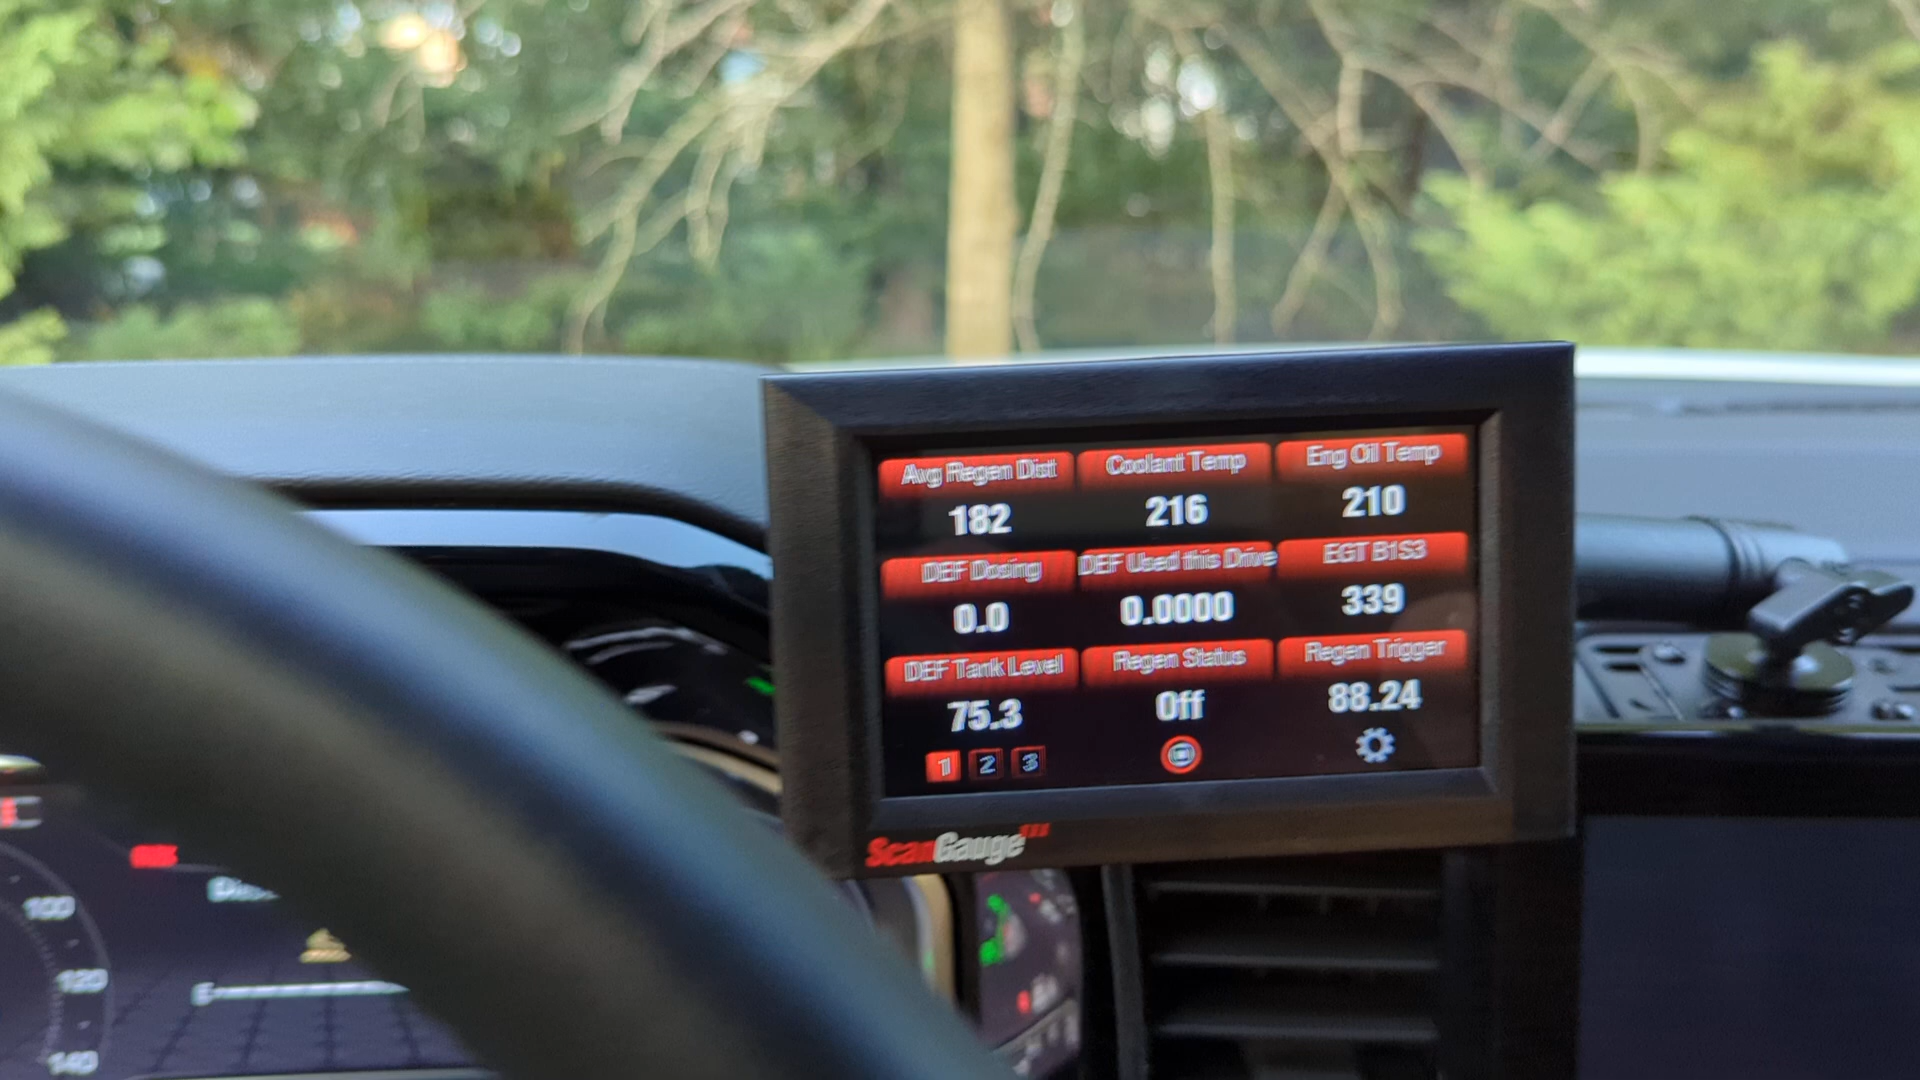 Avg Regen Dist Coolant Temp Eng Oil Temp
182 216 210
DEF Dosing DEF Used this Drive EGT B1S3
0.0 0.0000 339
DEF Tank Level Regen Status Regen Trigger
75.3 Off 88.24
1 2 3
ScanGauge III
100
120
E
140